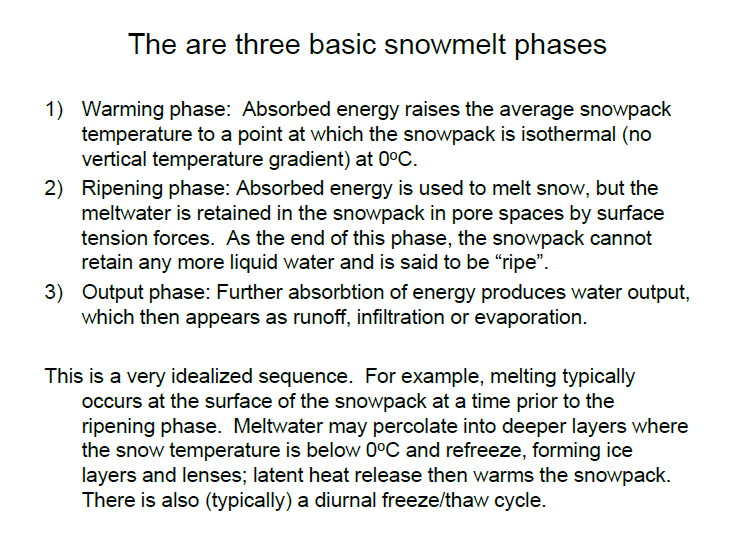 The are three basic snowmelt phases
1) Warming phase: Absorbed energy raises the average snowpack
temperature to a point at which the snowpack is isothermal (no
vertical temperature gradient) at 0ºC.
2) Ripening phase: Absorbed energy is used to melt snow, but the
meltwater is retained in the snowpack in pore spaces by surface
tension forces. As the end of this phase, the snowpack cannot
retain any more liquid water and is said to be “ripe”.
3) Output phase: Further absorbtion of energy produces water output,
which then appears as runoff, infiltration or evaporation.
This is a very idealized sequence. For example, melting typically
occurs at the surface of the snowpack at a time prior to the
ripening phase. Meltwater may percolate into deeper layers where
the snow temperature is below 0ºC and refreeze, forming ice
layers and lenses; latent heat release then warms the snowpack.
There is also (typically) a diurnal freeze/thaw cycle.